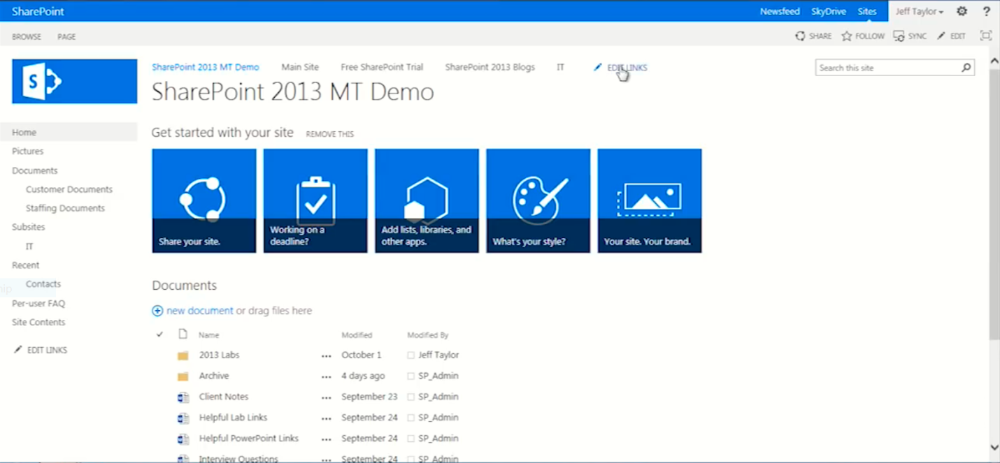 SharePoint
Newsfeed SkyDrive Sites Jeff Taylor ?
BROWSE PAGE
SHARE FOLLOW SYNC EDIT
S
SharePoint 2013 MT Demo Main Site Free SharePoint Trial SharePoint 2013 Blogs IT EDIT LINKS
Search this site
SharePoint 2013 MT Demo
Home
Pictures
Documents
Customer Documents
Staffing Documents
Subsites
IT
Recent
Contacts
Per-user FAQ
Site Contents
EDIT LINKS
Get started with your site REMOVE THIS
Share your site.
Working on a
deadline?
Add lists, libraries, and
other apps.
What's your style?
Your site. Your brand.
Documents
new document or drag files here
Name Modified Modified By
2013 Labs ... October 1 Jeff Taylor
Archive ... 4 days ago SP_Admin
Client Notes ... September 23 SP_Admin
Helpful Lab Links ... September 24 SP_Admin
Helpful PowerPoint Links ... September 24 SP_Admin
Interview Questions ... September 24 SP_Admin